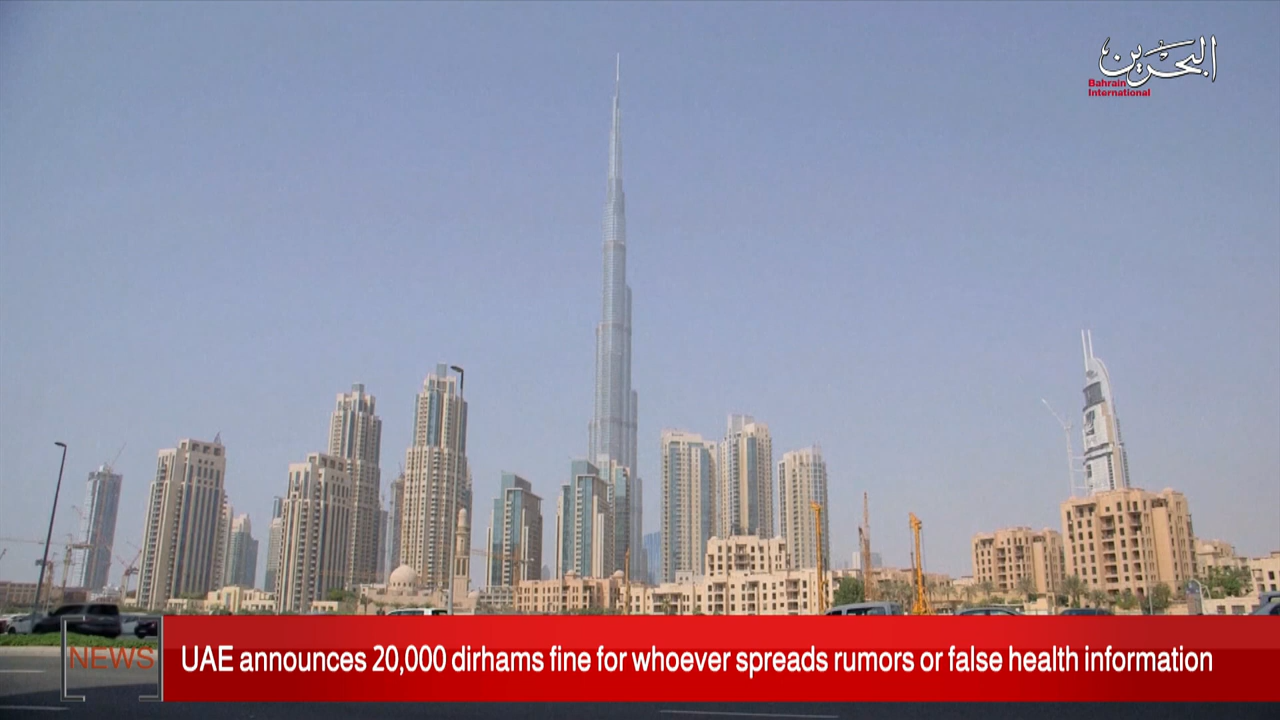 البحرين
Bahrain
International
NEWS
UAE announces 20,000 dirhams fine for whoever spreads rumors or false health information